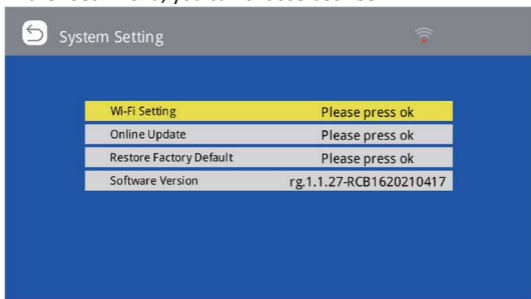 System Setting
Wi-Fi Setting Please press ok
Online Update Please press ok
Restore Factory Default Please press ok
Software Version rg.1.1.27-RCB1620210417